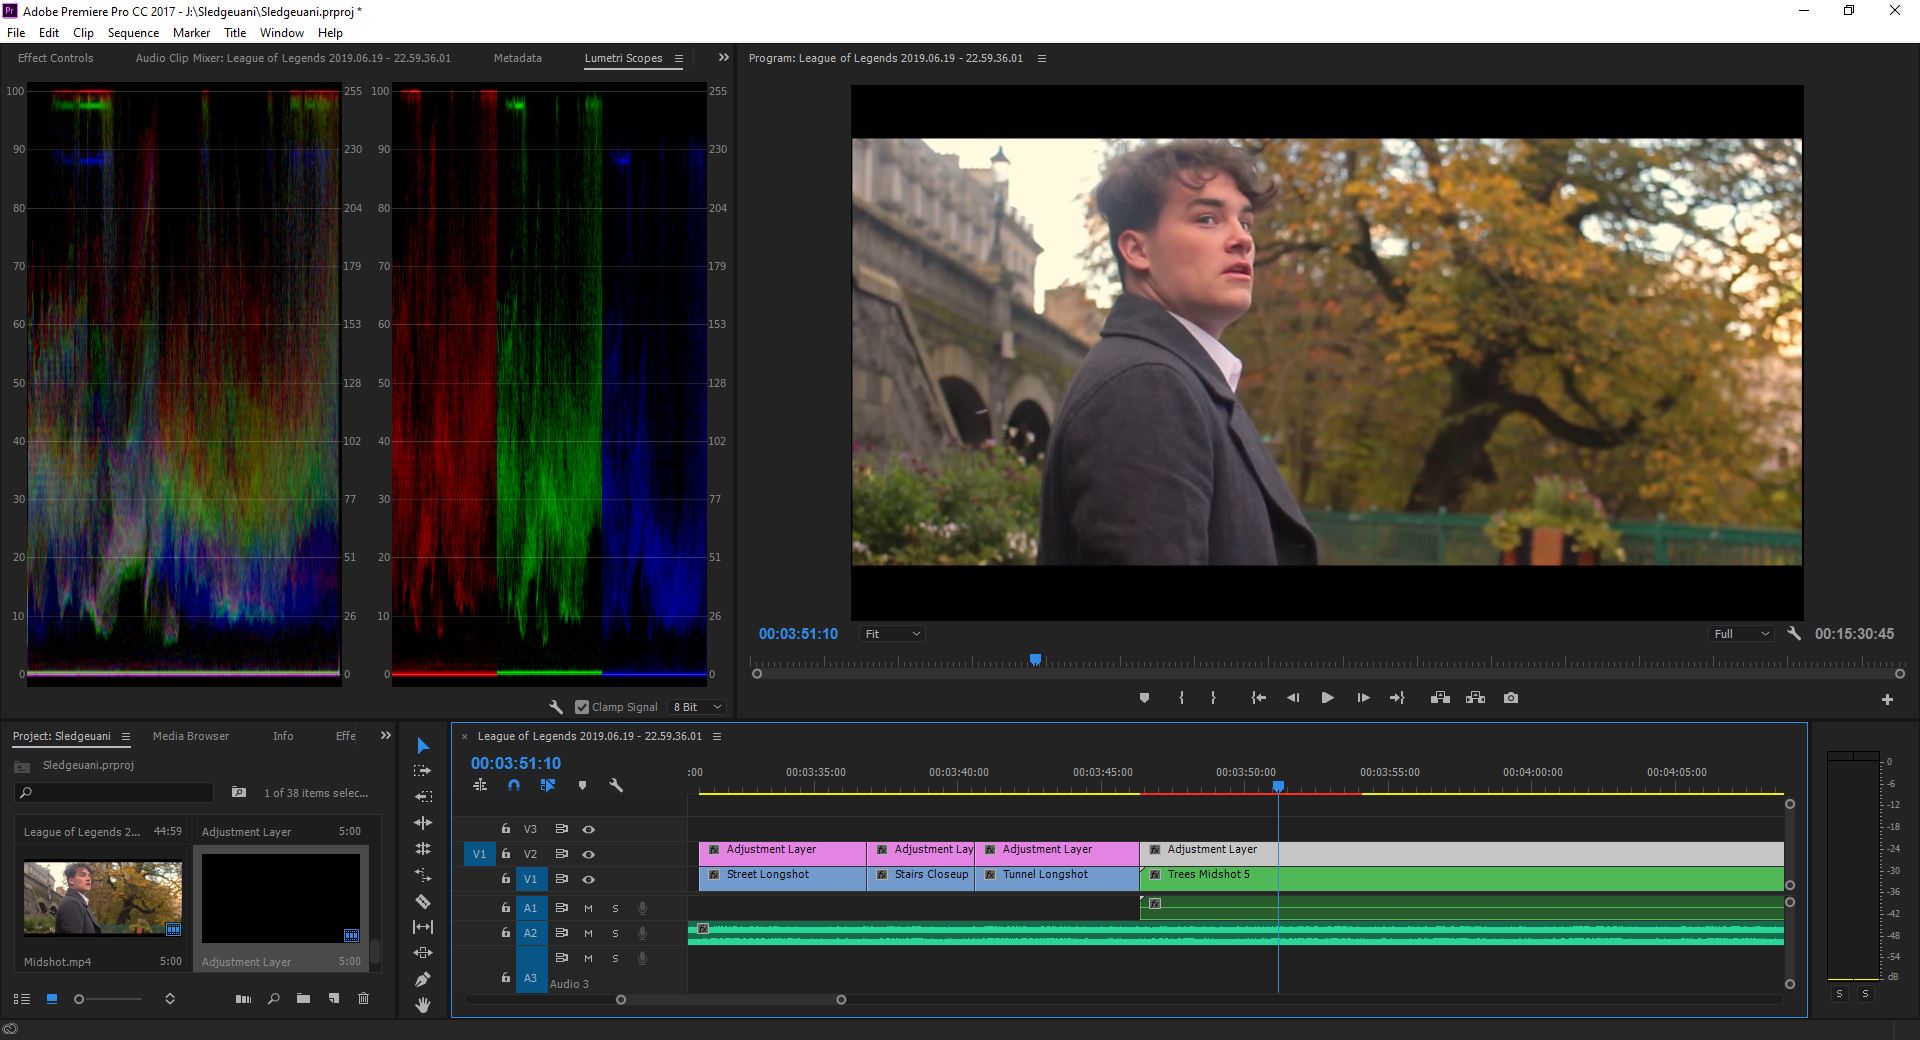 Pr Adobe Premiere Pro CC 2017 - J:\Sledgeuani\Sledgeuani.prproj *
File Edit Clip Sequence Marker Title Window Help
Effect Controls Audio Clip Mixer: League of Legends 2019.06.19 - 22.59.36.01 Metadata Lumetri Scopes
Program: League of Legends 2019.06.19 - 22.59.36.01
100 255 100 255
90 230 90 230
80 204 80 204
70 179 70 179
60 153 60 153
50 128 50 128
40 102 40 102
30 77 30 77
20 51 20 51
10 26 10 26
0 0 0 0
Clamp Signal 8 Bit
00:03:51:10 Fit Full 00:15:30:45
Project: Sledgeuani Media Browser Info Effe
Sledgeuani.prproj
1 of 38 items selec...
League of Legends 2... 44:59 Adjustment Layer 5:00
Midshot.mp4 5:00 Adjustment Layer 5:00
× League of Legends 2019.06.19 - 22.59.36.01
00:03:51:10
:00 00:03:35:00 00:03:40:00 00:03:45:00 00:03:50:00 00:03:55:00 00:04:00:00 00:04:05:00
V3
V1 V2 fx Adjustment Layer fx Adjustment Lay fx Adjustment Layer fx Adjustment Layer
V1 fx Street Longshot fx Stairs Closeup fx Tunnel Longshot fx Trees Midshot 5
A1 M S fx
A2 M S fx
M S
A3 Audio 3
0
-6
-12
-18
-24
-30
-36
-42
-48
-54
dB
S S